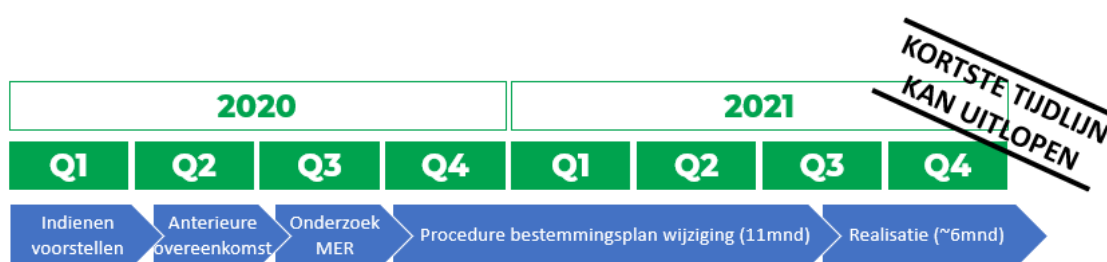 KORTSTE TIJDLIJN
KAN UITLOPEN
2020 2021
Q1 Q2 Q3 Q4 Q1 Q2 Q3 Q4
Indienen
voorstellen
Anterieure
overeenkomst
Onderzoek
MER
Procedure bestemmingsplan wijziging (11mnd)
Realisatie (~6mnd)